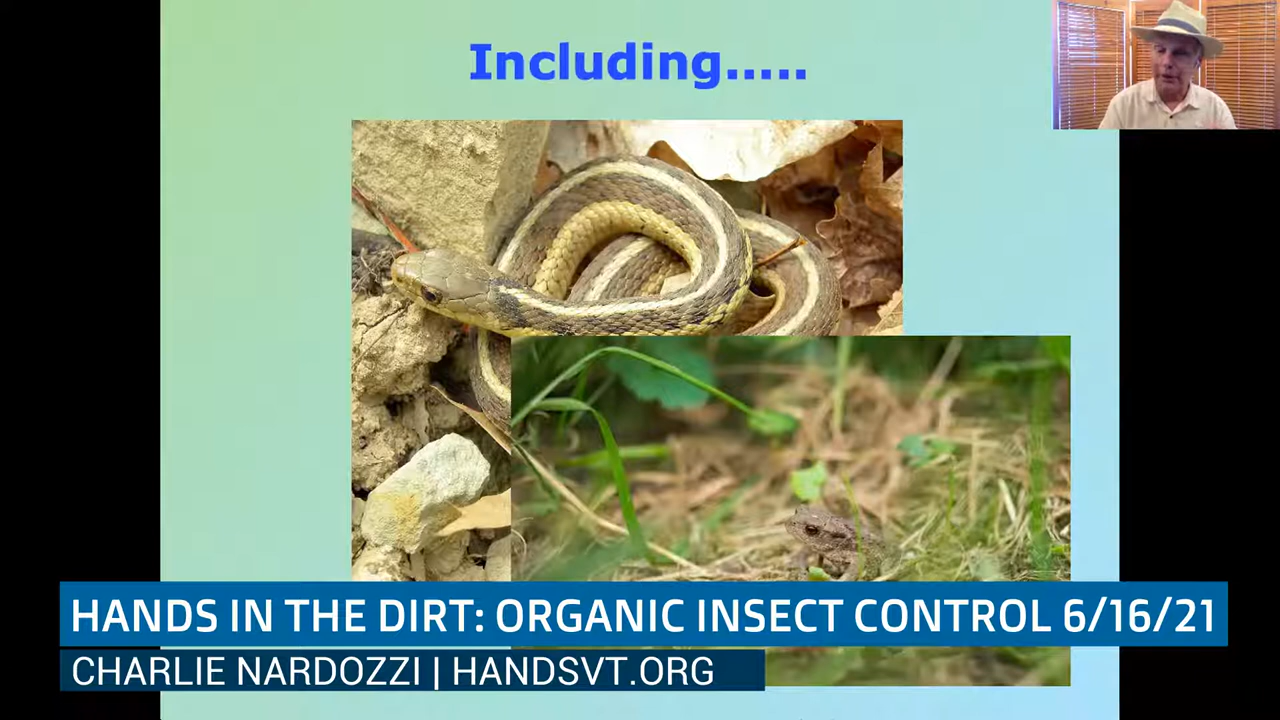 Including.....
HANDS IN THE DIRT: ORGANIC INSECT CONTROL 6/16/21
CHARLIE NARDOZZI | HANDSVT.ORG